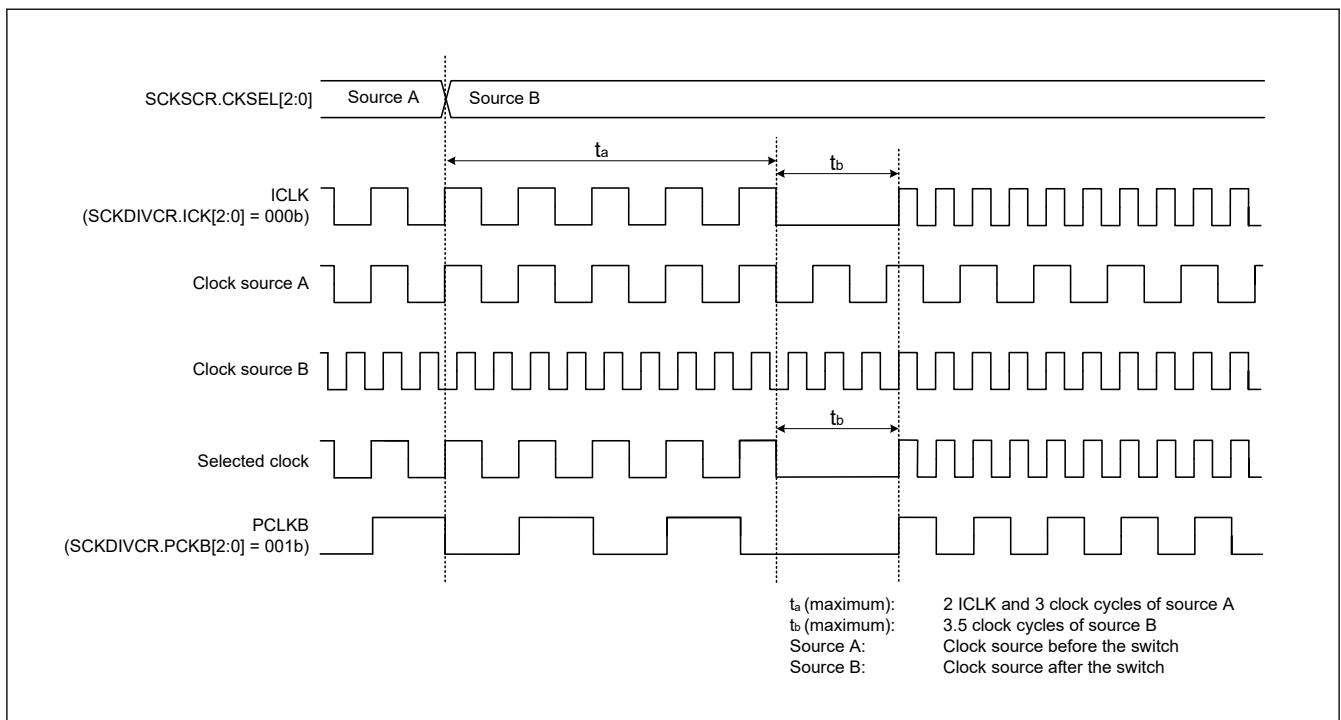 SCKSCR.CKSEL[2:0]
Source A
Source B
ta
tb
ICLK
(SCKDIVCR.ICK[2:0] = 000b)
Clock source A
Clock source B
tb
Selected clock
PCLKB
(SCKDIVCR.PCKB[2:0] = 001b)
ta (maximum): 2 ICLK and 3 clock cycles of source A
tb (maximum): 3.5 clock cycles of source B
Source A: Clock source before the switch
Source B: Clock source after the switch